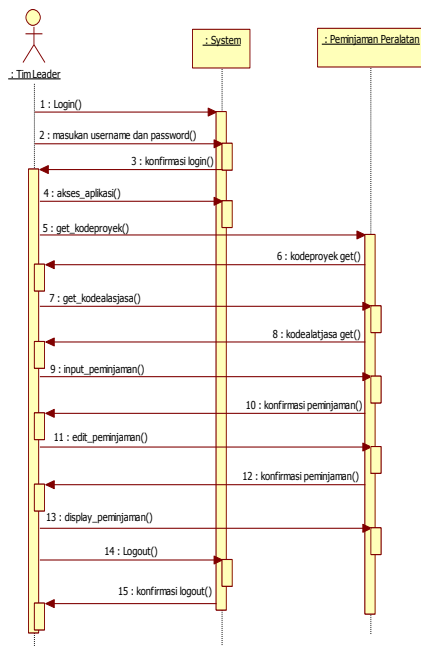 : System
: Peminjaman Peralatan
: Tim Leader
1 : Login()
2 : masukan username dan password()
3 : konfirmasi login()
4 : akses_aplikasi()
5 : get_kodeproyek()
6 : kodeproyek get()
7 : get_kodealasjasa()
8 : kodealatjasa get()
9 : input_peminjaman()
10 : konfirmasi peminjaman()
11 : edit_peminjaman()
12 : konfirmasi peminjaman()
13 : display_peminjaman()
14 : Logout()
15 : konfirmasi logout()